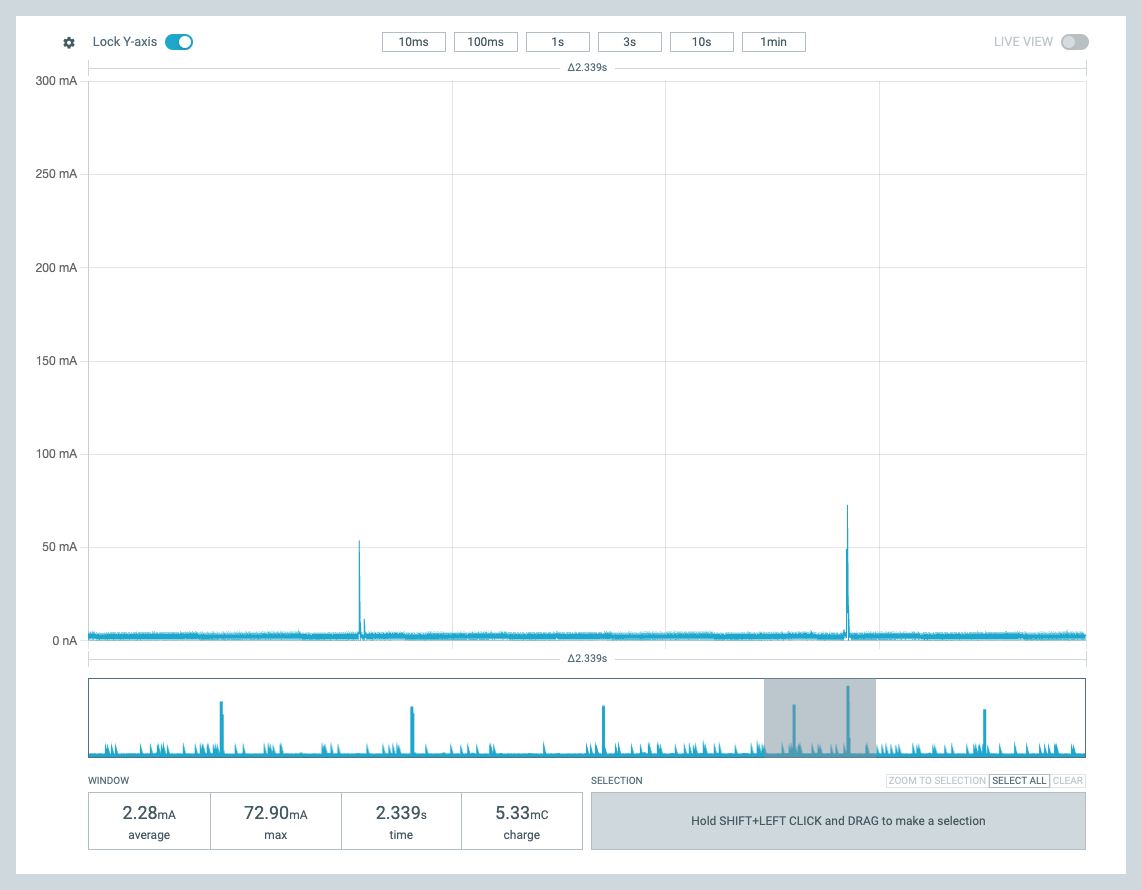 Lock Y-axis 10ms 100ms 1s 3s 10s 1min LIVE VIEW
Δ2.339s
300 mA
250 mA
200 mA
150 mA
100 mA
50 mA
0 nA
Δ2.339s
WINDOW SELECTION ZOOM TO SELECTION SELECT ALL CLEAR
2.28mA 72.90mA 2.339s 5.33mC
average max time charge
Hold SHIFT+LEFT CLICK and DRAG to make a selection